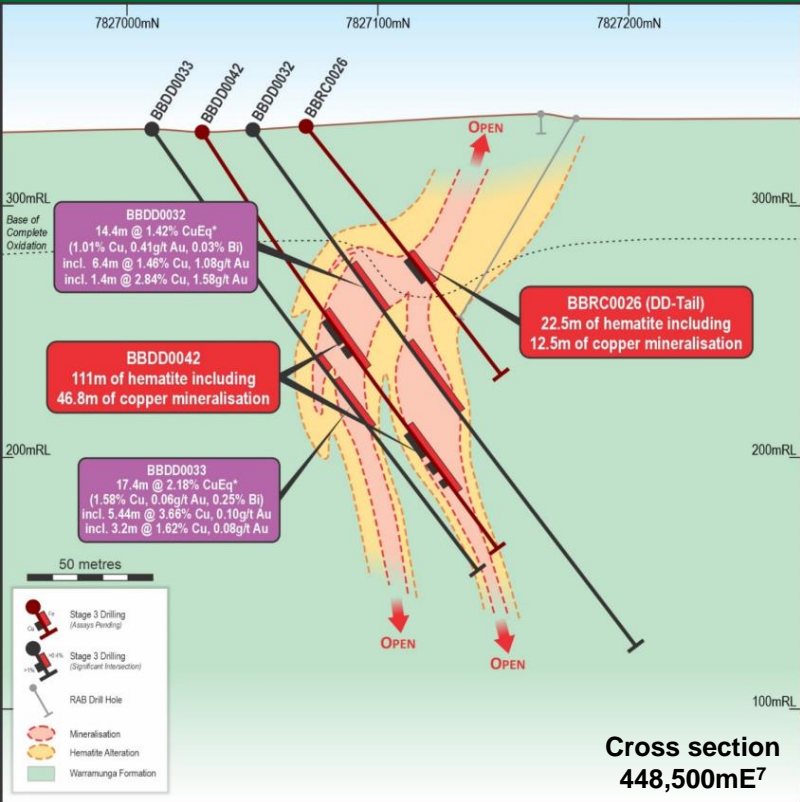 7827000mN
7827100mN
7827200mN
BBDD0033
BBDD0042
BBDD0032
BBRC0026
OPEN
300mRL
300mRL
Base of
Complete
Oxidation
BBDD0032
14.4m @ 1.42% CuEq*
(1.01% Cu, 0.41g/t Au, 0.03% Bi)
incl. 6.4m @ 1.46% Cu, 1.08g/t Au
incl. 1.4m @ 2.84% Cu, 1.58g/t Au
BBRC0026 (DD-Tail)
22.5m of hematite including
12.5m of copper mineralisation
BBDD0042
111m of hematite including
46.8m of copper mineralisation
200mRL
200mRL
BBDD0033
17.4m @ 2.18% CuEq*
(1.58% Cu, 0.06g/t Au, 0.25% Bi)
incl. 5.44m @ 3.66% Cu, 0.10g/t Au
incl. 3.2m @ 1.62% Cu, 0.08g/t Au
50 metres
OPEN
OPEN
Stage 3 Drilling
(Assays Pending)
Stage 3 Drilling
(Significant Intersection)
RAB Drill Hole
Mineralisation
Hematite Alteration
Warramunga Formation
100mRL
Cross section
448,500mE7